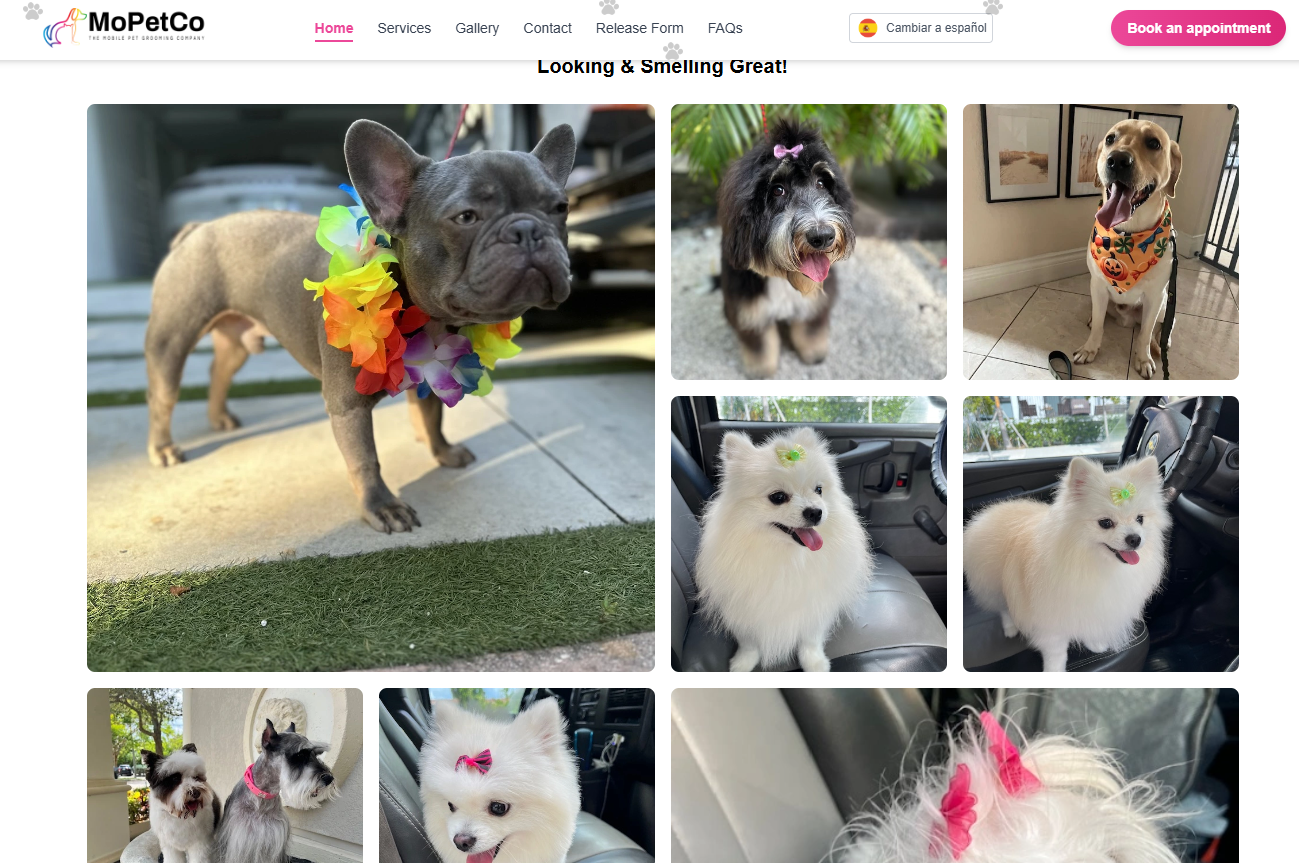 MoPetCo
THE MOBILE PET GROOMING COMPANY
Home
Services
Gallery
Contact
Release Form
FAQs
Cambiar a español
Book an appointment
Looking & Smelling Great!